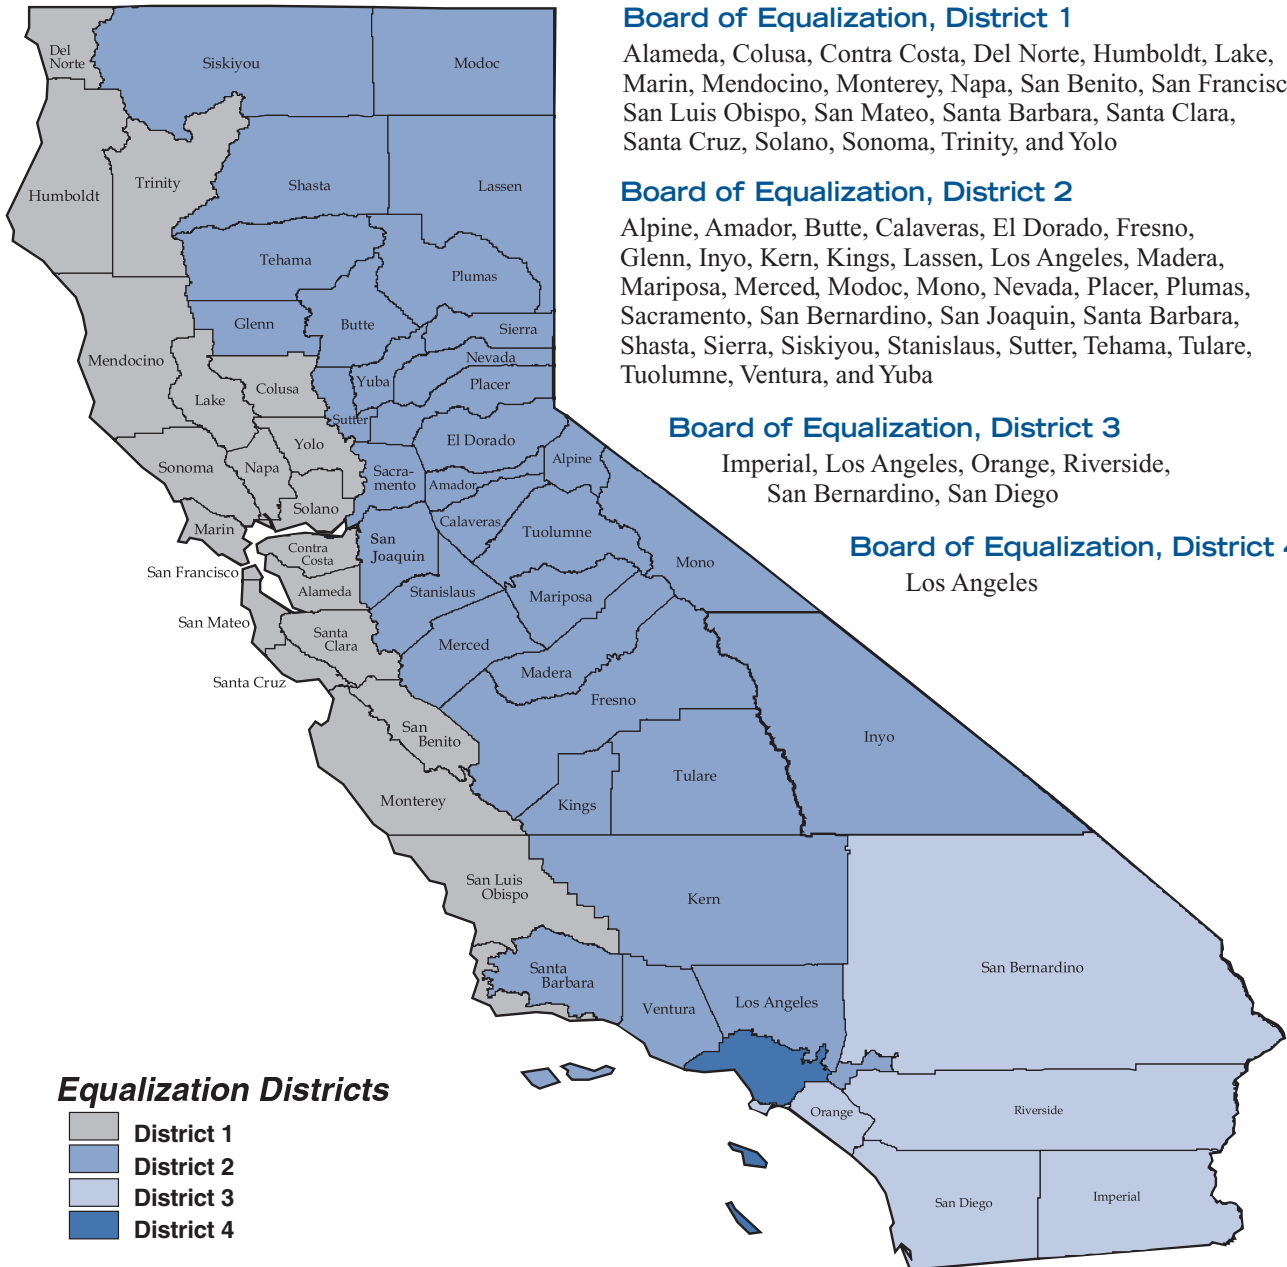 Board of Equalization, District 1
Alameda, Colusa, Contra Costa, Del Norte, Humboldt, Lake,
Marin, Mendocino, Monterey, Napa, San Benito, San Francisc
San Luis Obispo, San Mateo, Santa Barbara, Santa Clara,
Santa Cruz, Solano, Sonoma, Trinity, and Yolo
Board of Equalization, District 2
Alpine, Amador, Butte, Calaveras, El Dorado, Fresno,
Glenn, Inyo, Kern, Kings, Lassen, Los Angeles, Madera,
Mariposa, Merced, Modoc, Mono, Nevada, Placer, Plumas,
Sacramento, San Bernardino, San Joaquin, Santa Barbara,
Shasta, Sierra, Siskiyou, Stanislaus, Sutter, Tehama, Tulare,
Tuolumne, Ventura, and Yuba
Board of Equalization, District 3
Imperial, Los Angeles, Orange, Riverside,
San Bernardino, San Diego
Board of Equalization, District 4
Los Angeles
Del
Norte
Siskiyou
Modoc
Humboldt
Trinity
Shasta
Lassen
Tehama
Plumas
Glenn
Butte
Sierra
Mendocino
Nevada
Lake
Colusa
Yuba
Placer
Sutter
Yolo
El Dorado
Sonoma
Napa
Sacra-
mento
Alpine
Amador
Solano
Marin
Calaveras
Tuolumne
San
Joaquin
Contra
Costa
San Francisco
Mono
Alameda
Stanislaus
Mariposa
San Mateo
Santa
Clara
Merced
Santa Cruz
Madera
Fresno
San
Benito
Inyo
Tulare
Monterey
Kings
San Luis
Obispo
Kern
Santa
Barbara
San Bernardino
Ventura
Los Angeles
Orange
Riverside
San Diego
Imperial
Equalization Districts
District 1
District 2
District 3
District 4